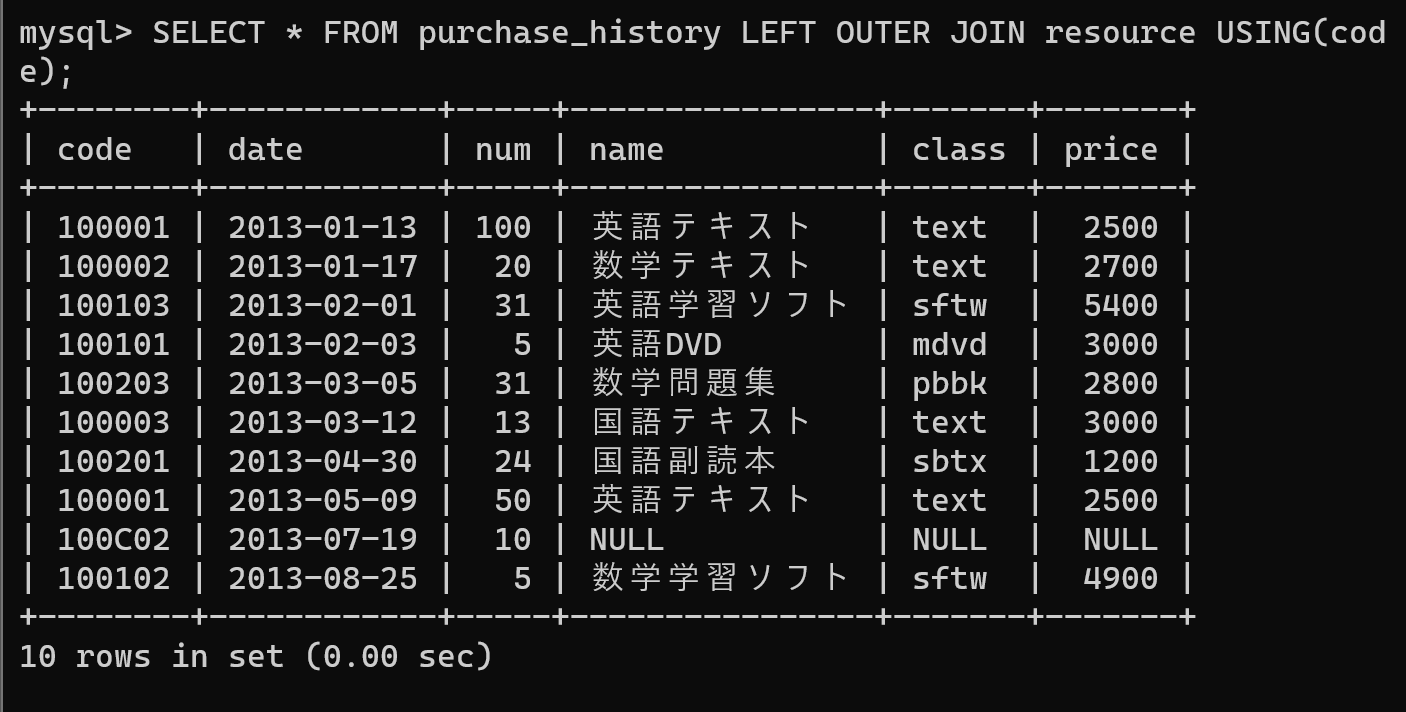 mysql> SELECT * FROM purchase_history LEFT OUTER JOIN resource USING(cod
e);
+--------+------------+-----+----------------+-------+-------+
| code   | date       | num | name           | class | price |
+--------+------------+-----+----------------+-------+-------+
| 100001 | 2013-01-13 | 100 | 英語テキスト   | text  |  2500 |
| 100002 | 2013-01-17 |  20 | 数学テキスト   | text  |  2700 |
| 100103 | 2013-02-01 |  31 | 英語学習ソフト | sftw  |  5400 |
| 100101 | 2013-02-03 |   5 | 英語DVD        | mdvd  |  3000 |
| 100203 | 2013-03-05 |  31 | 数学問題集     | pbbk  |  2800 |
| 100003 | 2013-03-12 |  13 | 国語テキスト   | text  |  3000 |
| 100201 | 2013-04-30 |  24 | 国語副読本     | sbtx  |  1200 |
| 100001 | 2013-05-09 |  50 | 英語テキスト   | text  |  2500 |
| 100C02 | 2013-07-19 |  10 | NULL           | NULL  |  NULL |
| 100102 | 2013-08-25 |   5 | 数学学習ソフト | sftw  |  4900 |
+--------+------------+-----+----------------+-------+-------+
10 rows in set (0.00 sec)